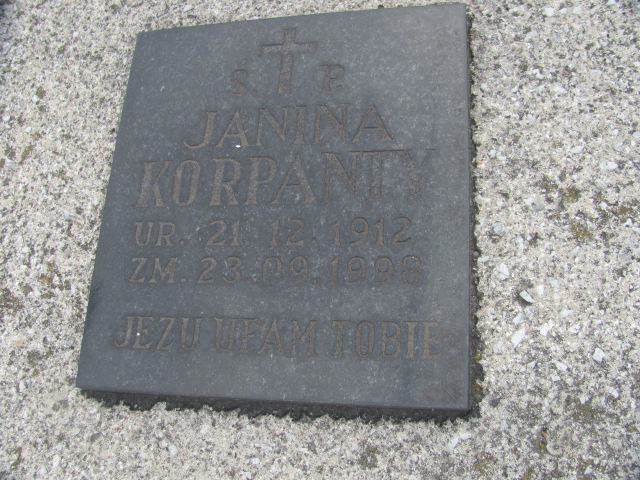 Ś. P.
JANINA
KORPANTY
UR. 21.12.1912
ZM. 23.09.1998
JEZU UFAM TOBIE